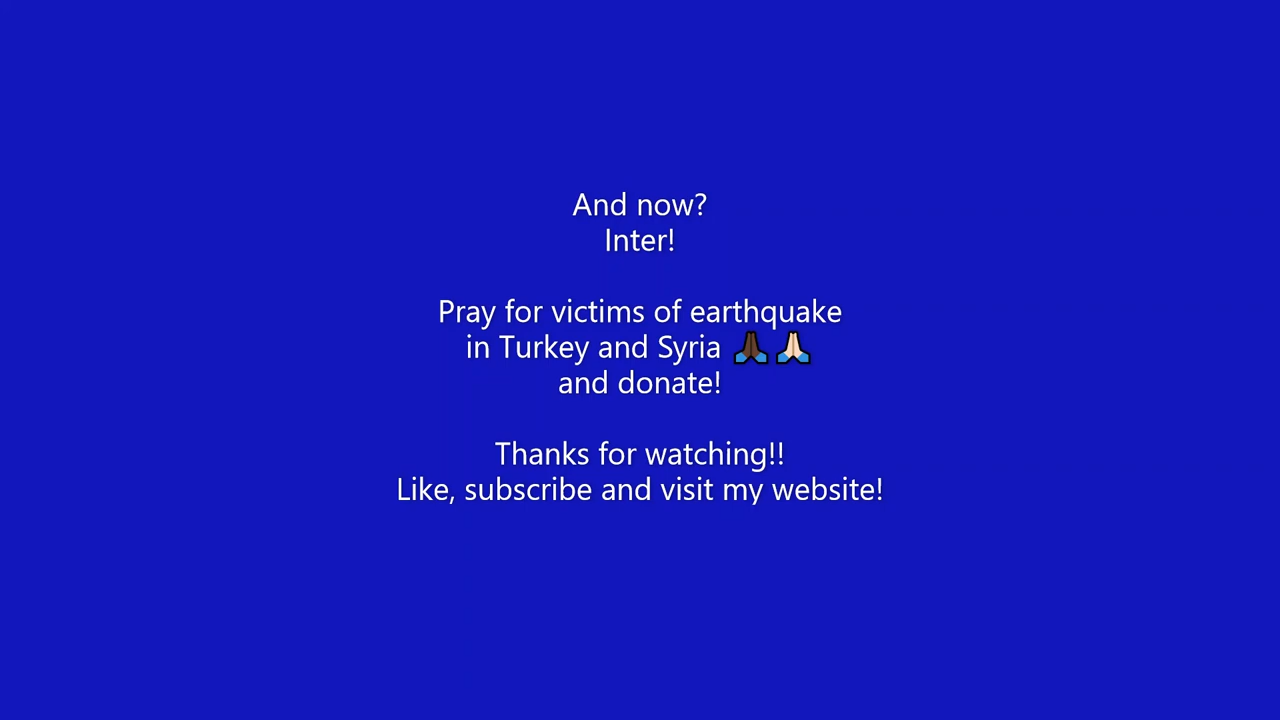 And now?
Inter!
Pray for victims of earthquake
in Turkey and Syria 🙏🏿🙏🏻
and donate!
Thanks for watching!!
Like, subscribe and visit my website!